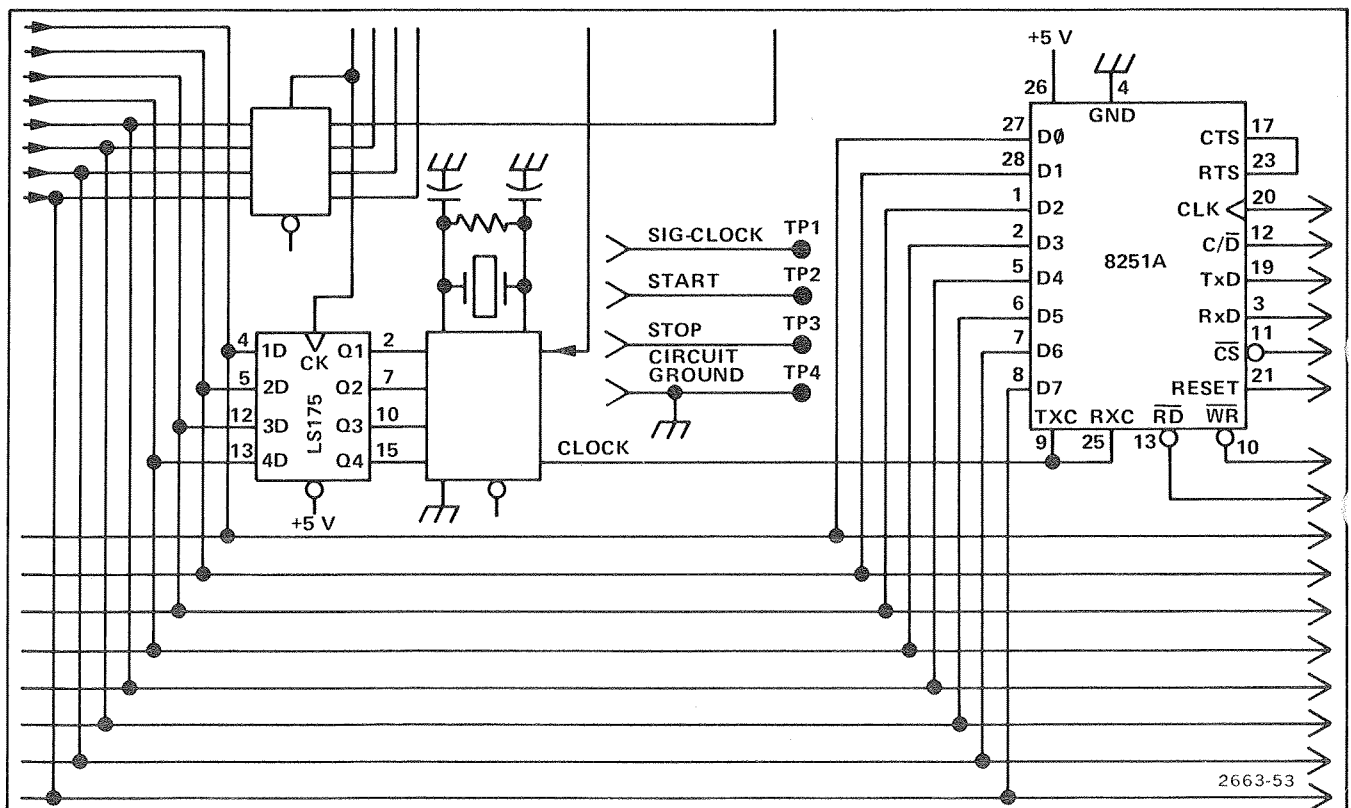 +5 V
26
4
GND
27 D0 CTS 17
28 D1 RTS 23
1 D2 CLK 20
2 D3 C/D̅ 12
8251A
5 D4 TxD 19
6 D5 RxD 3
7 D6 C̅S̅ 11
8 D7 RESET 21
TXC RXC R̅D̅ W̅R̅
9 25 13 10
SIG-CLOCK TP1
START TP2
STOP TP3
CIRCUIT
GROUND TP4
4 1D CK Q1 2
5 2D Q2 7
12 3D Q3 10
13 4D Q4 15
LS175
+5 V
CLOCK
2663-53